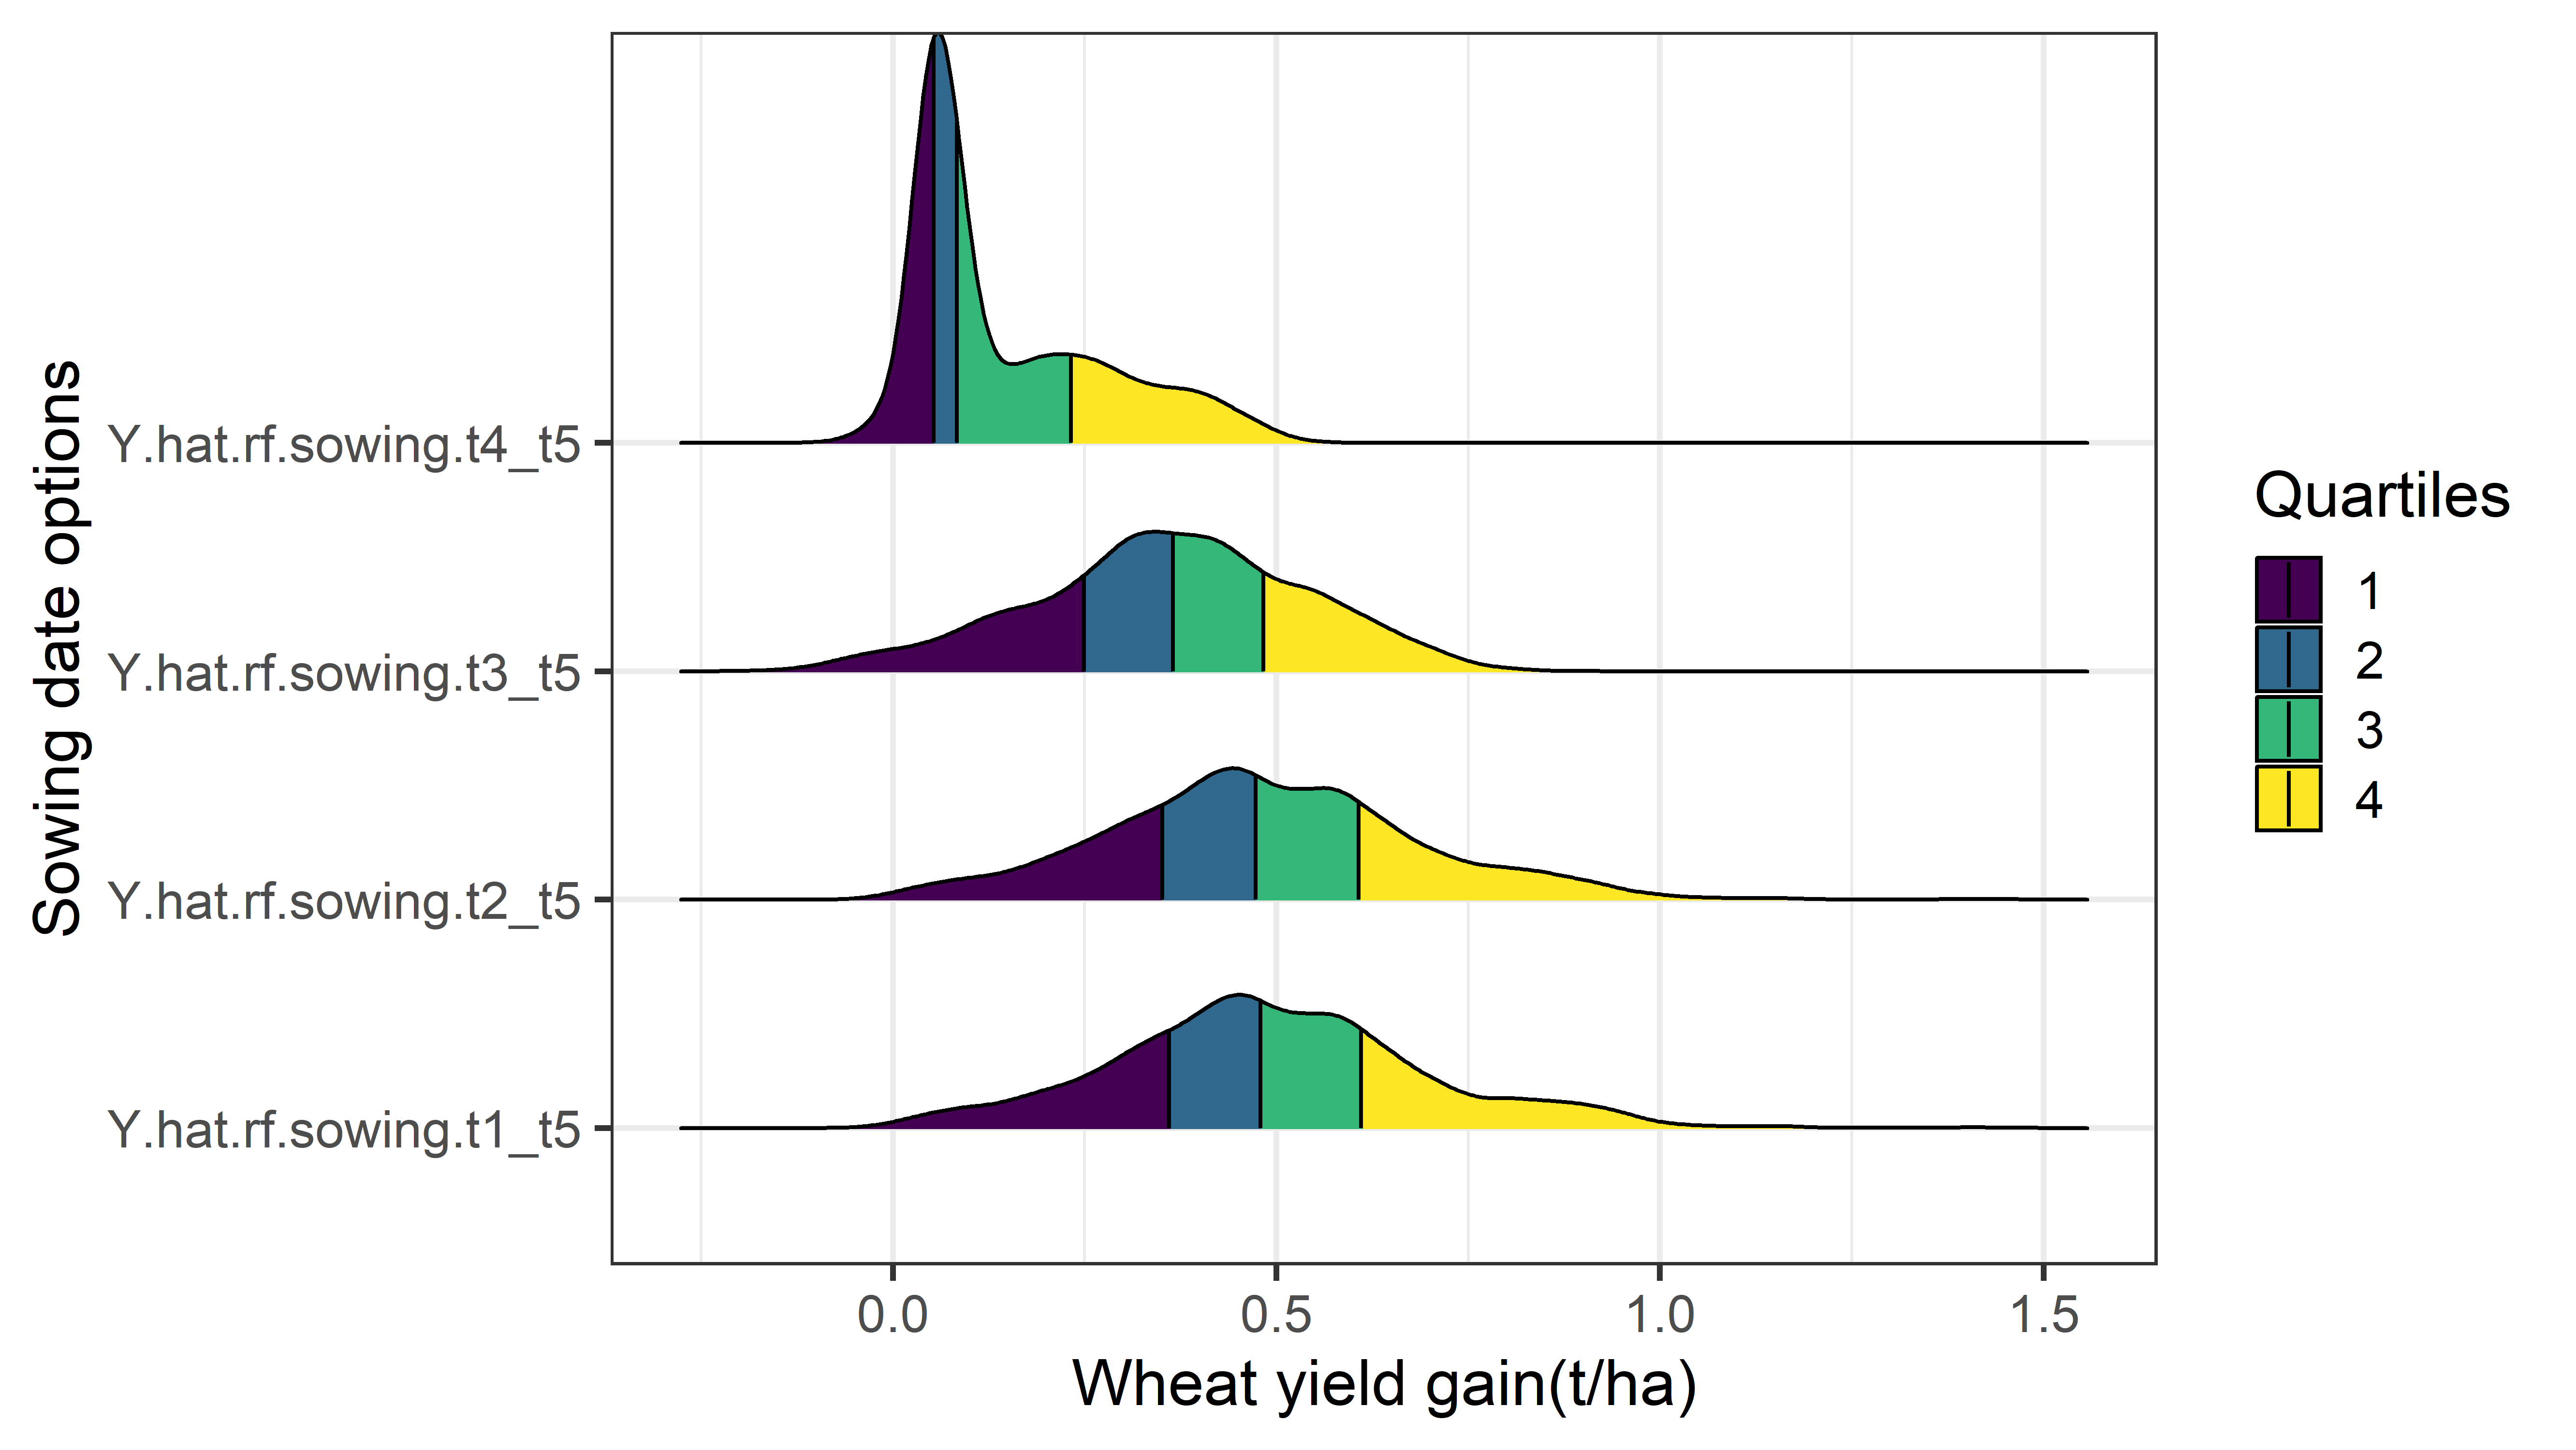 Sowing date options
Y.hat.rf.sowing.t4_t5
Y.hat.rf.sowing.t3_t5
Y.hat.rf.sowing.t2_t5
Y.hat.rf.sowing.t1_t5
0.0 0.5 1.0 1.5
Wheat yield gain(t/ha)
Quartiles
1
2
3
4